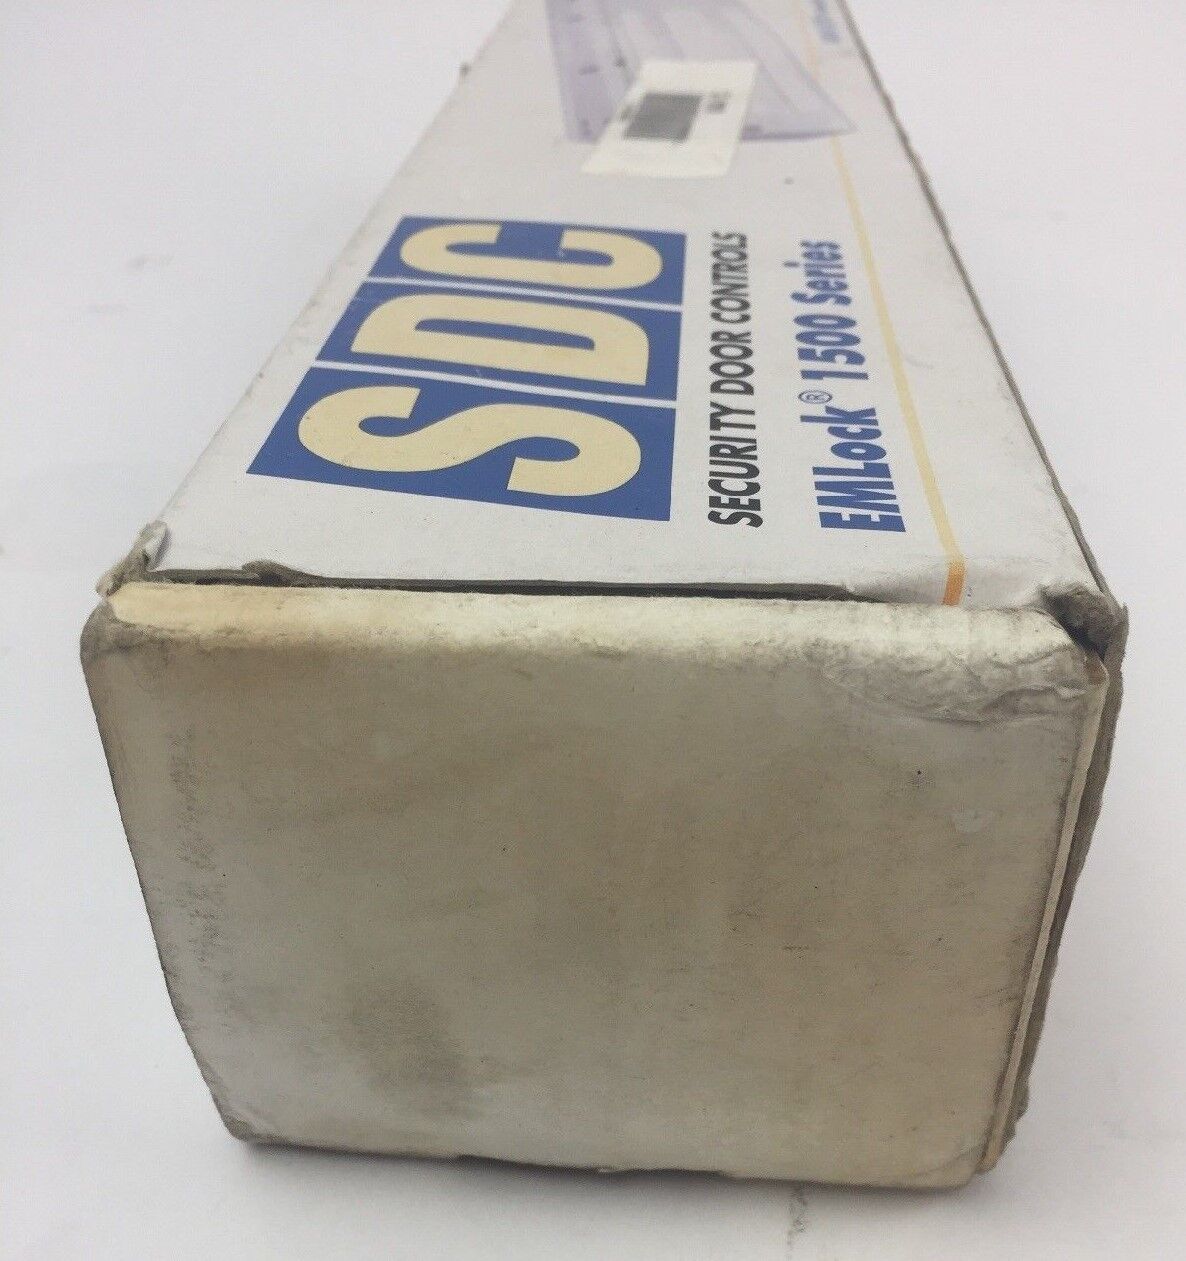 SDC
SECURITY DOOR CONTROLS
EMLock® 1500 Series